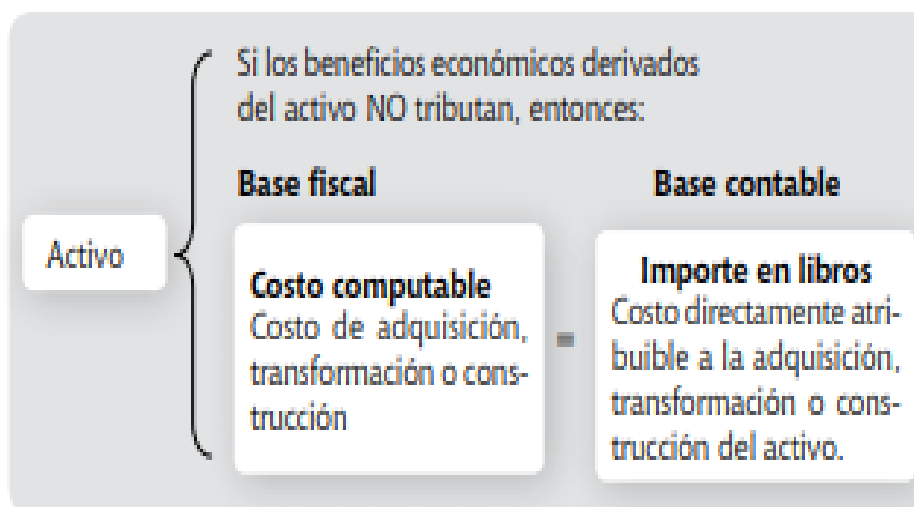 Si los beneficios económicos derivados
del activo NO tributan, entonces:
Base fiscal
Base contable
Activo
Costo computable
Costo de adquisición,
transformación o cons-
trucción
=
Importe en libros
Costo directamente atri-
buible a la adquisición,
transformación o cons-
trucción del activo.